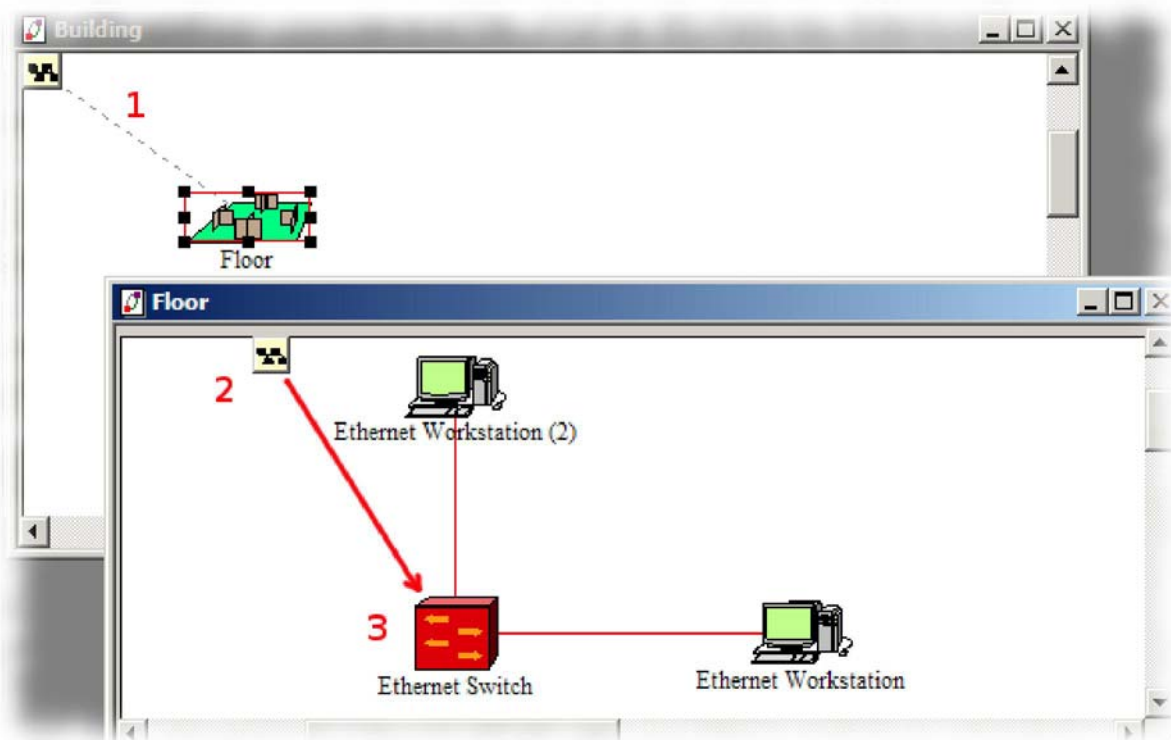 Building
1
Floor
Floor
2
Ethernet Workstation (2)
3
Ethernet Switch
Ethernet Workstation